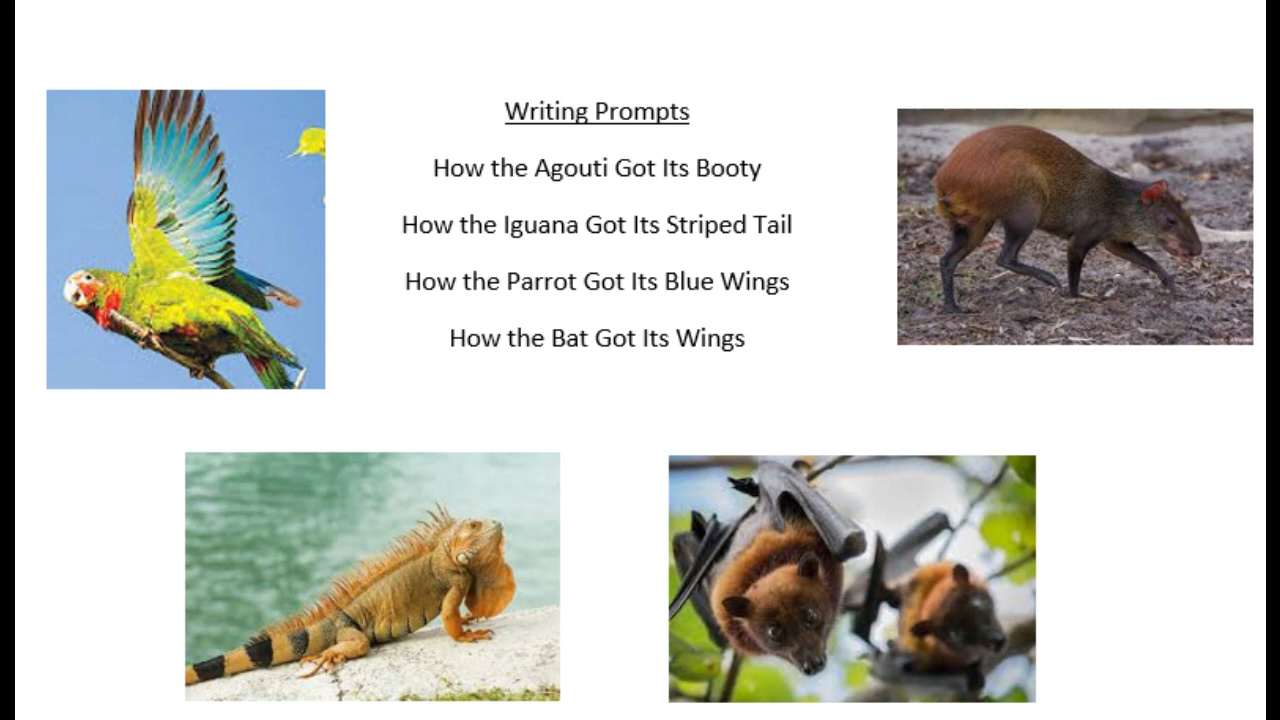 Writing Prompts
How the Agouti Got Its Booty
How the Iguana Got Its Striped Tail
How the Parrot Got Its Blue Wings
How the Bat Got Its Wings